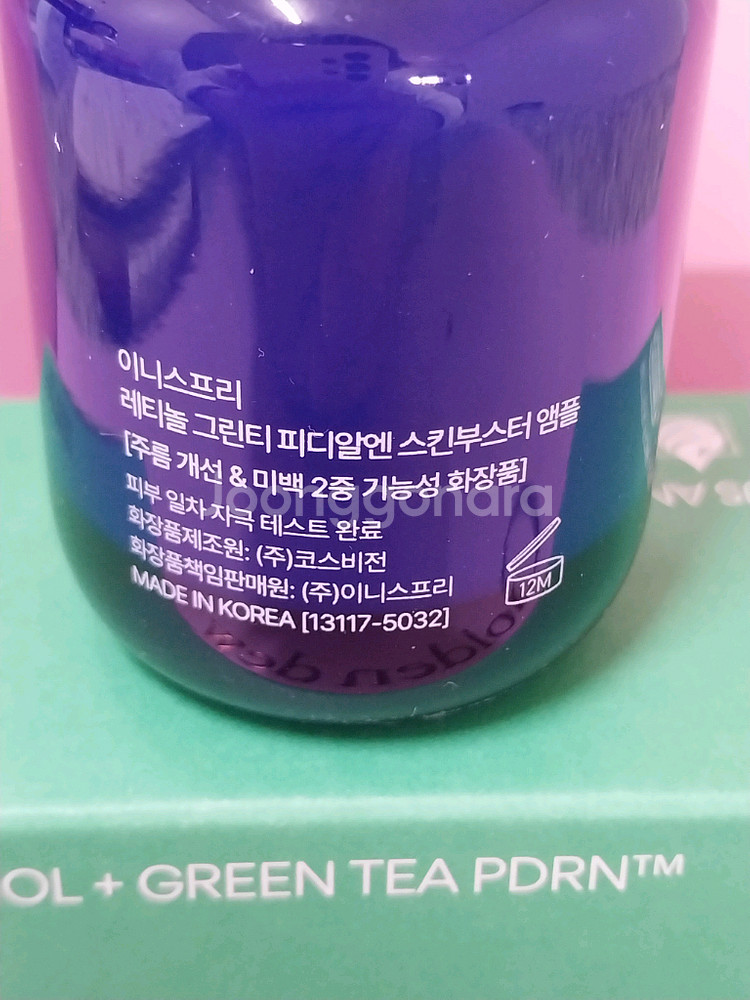 이니스프리
레티놀 그린티 피디알엔 스킨부스터 앰플
[주름 개선 & 미백 2중 기능성 화장품]
피부 일차 자극 테스트 완료
화장품제조원: (주)코스비전
화장품책임판매원: (주)이니스프리
MADE IN KOREA [13117-5032]
12M
Joonggonara
OL + GREEN TEA PDRN™